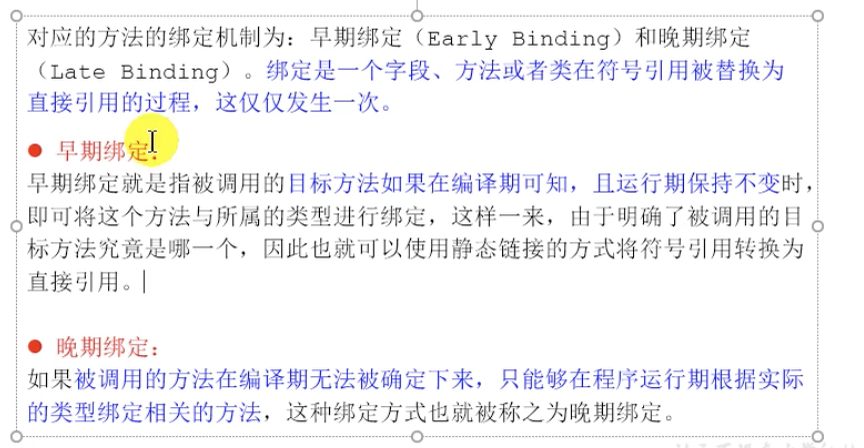 对应的方法的绑定机制为：早期绑定（Early Binding）和晚期绑定
（Late Binding）。绑定是一个字段、方法或者类在符号引用被替换为
直接引用的过程，这仅仅发生一次。
● 早期绑定：
早期绑定就是指被调用的目标方法如果在编译期可知，且运行期保持不变时，
即可将这个方法与所属的类型进行绑定，这样一来，由于明确了被调用的目
标方法究竟是哪一个，因此也就可以使用静态链接的方式将符号引用转换为
直接引用。
● 晚期绑定：
如果被调用的方法在编译期无法被确定下来，只能够在程序运行期根据实际
的类型绑定相关的方法，这种绑定方式也就被称之为晚期绑定。